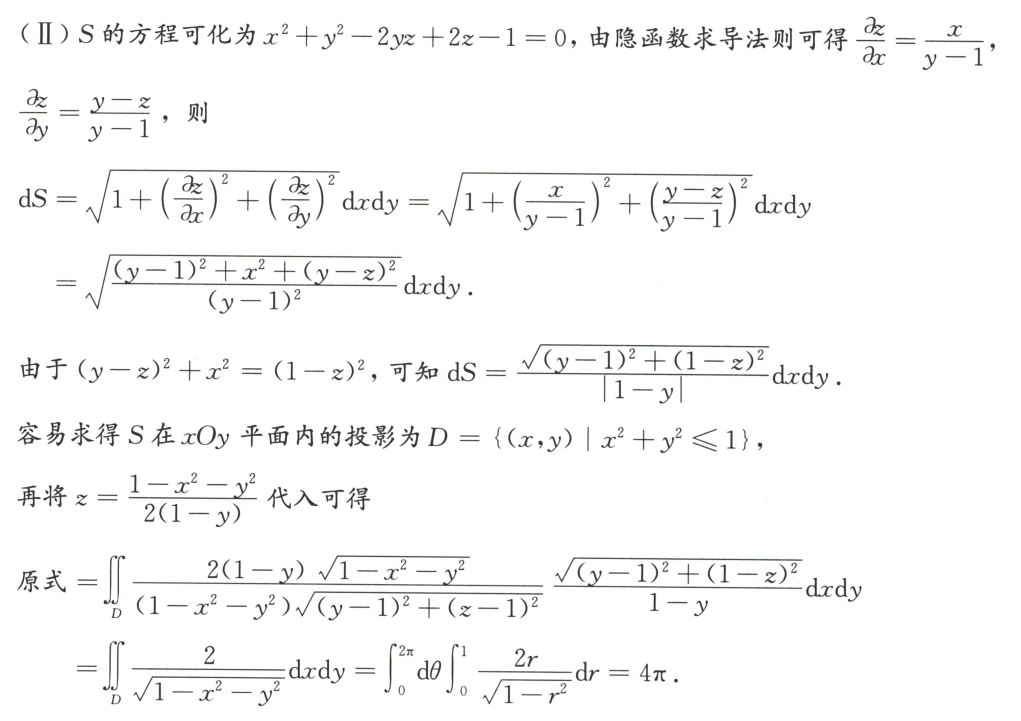 (Ⅱ) S 的方程可化为 x² + y² − 2yz + 2z − 1 = 0, 由隐函数求导法则可得 ∂z/∂x = x/(y − 1),
∂z/∂y = (y − z)/(y − 1), 则
dS = √(1 + (∂z/∂x)² + (∂z/∂y)²) dxdy = √(1 + (x/(y − 1))² + ((y − z)/(y − 1))²) dxdy
= √(((y − 1)² + x² + (y − z)²)/(y − 1)²) dxdy.
由于 (y − z)² + x² = (1 − z)², 可知 dS = √((y − 1)² + (1 − z)²)/|1 − y| dxdy.
容易求得 S 在 xOy 平面内的投影为 D = {(x,y) | x² + y² ⩽ 1},
再将 z = (1 − x² − y²)/(2(1 − y)) 代入可得
原式 = ∬_D (2(1 − y) √(1 − x² − y²))/((1 − x² − y²)√((y − 1)² + (z − 1)²)) √((y − 1)² + (1 − z)²)/(1 − y) dxdy
= ∬_D 2/√(1 − x² − y²) dxdy = ∫₀^{2π} dθ ∫₀^1 2r/√(1 − r²) dr = 4π.